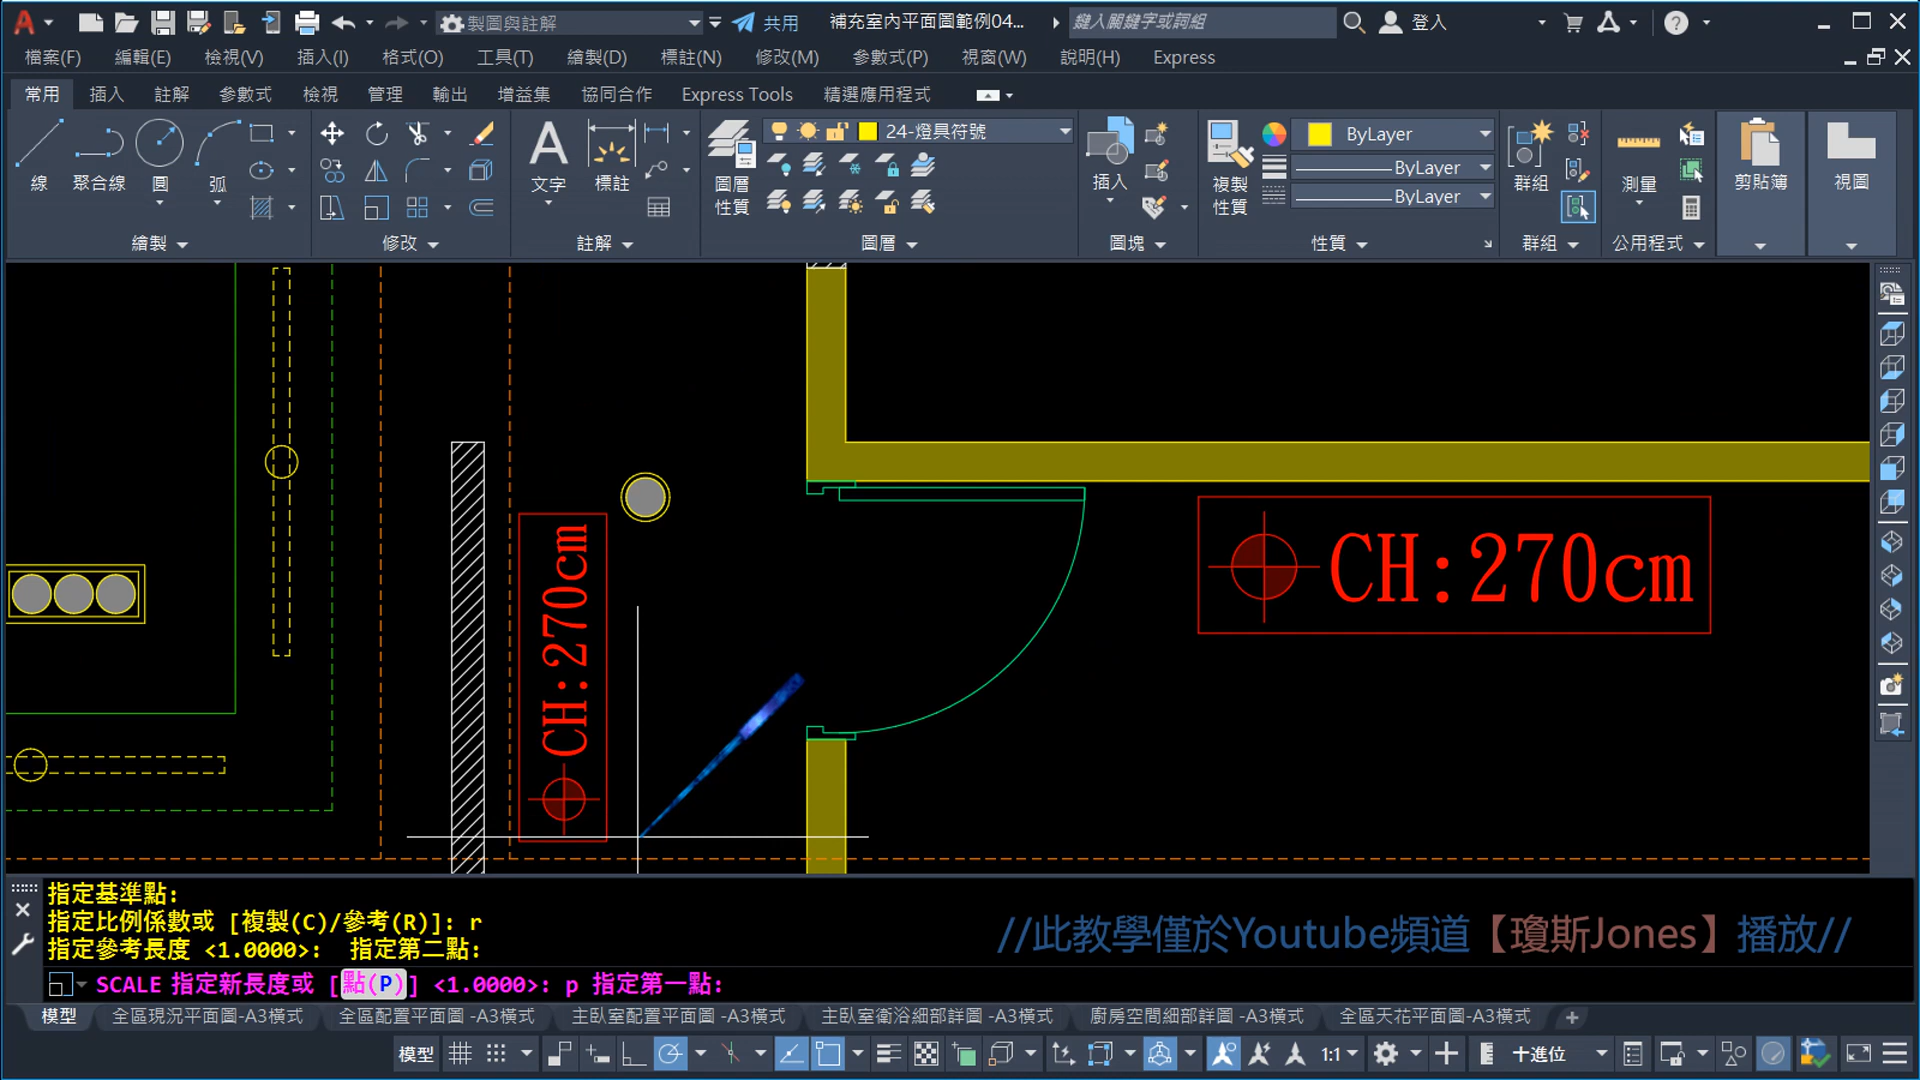 製圖與註解
共用
補充室內平面圖範例04...
鍵入關鍵字或詞組
登入
檔案(F) 編輯(E) 檢視(V) 插入(I) 格式(O) 工具(T) 繪製(D) 標註(N) 修改(M) 參數式(P) 視窗(W) 說明(H) Express
常用 插入 註解 參數式 檢視 管理 輸出 增益集 協同合作 Express Tools 精選應用程式
線 聚合線 圓 弧
繪製
修改
文字 標註
註解
圖層
性質
24-燈具符號
圖層
插入
圖塊
複製
性質
ByLayer
ByLayer
ByLayer
性質
群組
群組
測量
公用程式
剪貼簿
視圖
CH:270cm
CH:270cm
指定基準點:
指定比例係數或 [複製(C)/參考(R)]: r
指定參考長度 <1.0000>: 指定第二點:
SCALE 指定新長度或 [點(P)] <1.0000>: p 指定第一點:
//此教學僅於Youtube頻道【瓊斯Jones】播放//
模型 全區現況平面圖-A3橫式 全區配置平面圖 -A3橫式 主臥室配置平面圖 -A3橫式 主臥室衛浴細部詳圖 -A3橫式 廚房空間細部詳圖 -A3橫式 全區天花平面圖-A3橫式
模型 1:1 十進位